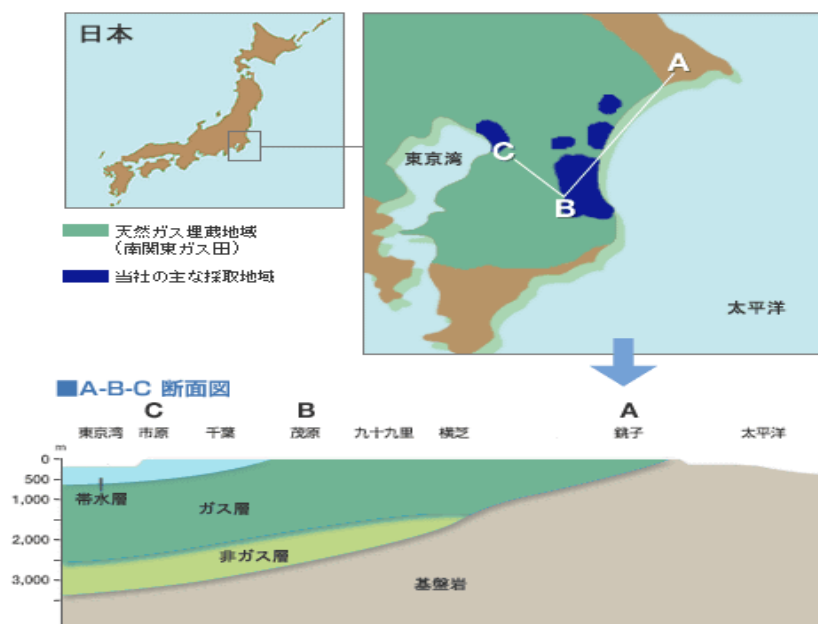 日本
A
東京湾
C
B
太平洋
天然ガス埋蔵地域
(南関東ガス田)
当社の主な採取地域
■A-B-C 断面図
C B A
東京湾 市原 千葉 茂原 九十九里 横芝 銚子 太平洋
m
0
500
1,000
2,000
3,000
帯水層
ガス層
非ガス層
基盤岩